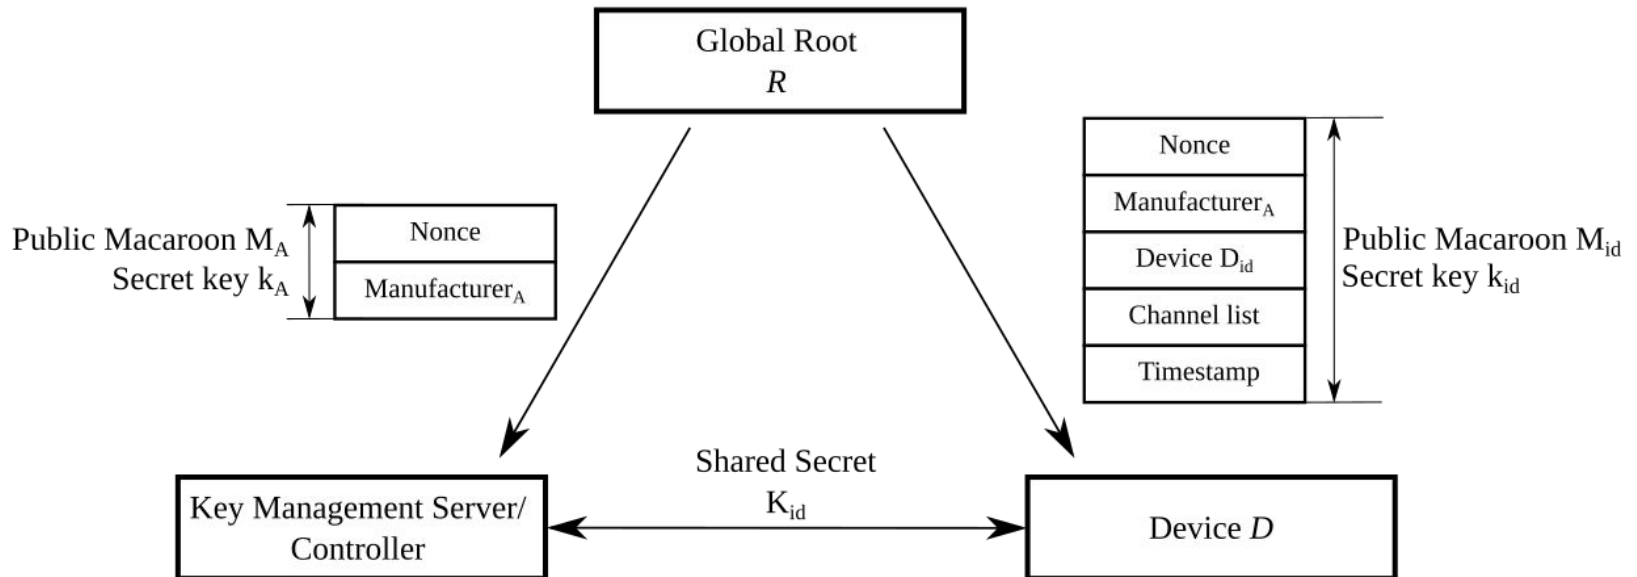 Global Root
R
Nonce
Manufacturer_A
Public Macaroon M_A
Secret key k_A
Nonce
Manufacturer_A
Device D_id
Channel list
Timestamp
Public Macaroon M_id
Secret key k_id
Shared Secret
K_id
Key Management Server/
Controller
Device D